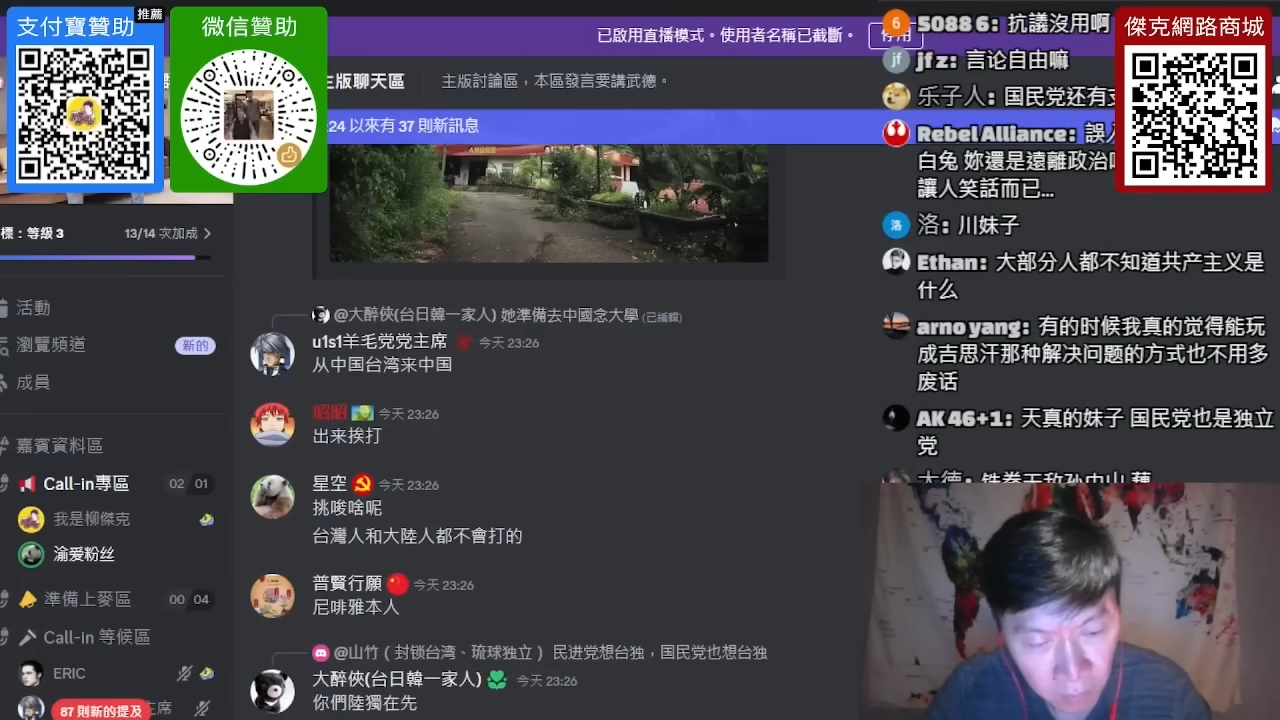 支付寶贊助
推薦
微信贊助
已啟用直播模式。使用者名稱已截斷。
停用
傑克網路商城
主版聊天區
主版討論區，本區發言要講武德。
:24 以來有 37 則新訊息
標：等級 3
13/14 次加成
活動
瀏覽頻道
新的
成員
嘉賓資料區
Call-in專區
02 01
我是柳傑克
渝爱粉丝
準備上麥區
00 04
Call-in 等候區
ERIC
主席
87 則新的提及
@大醉俠(台日韓一家人) 她準備去中國念大學 (已編輯)
u1s1羊毛党党主席
今天 23:26
从中国台湾来中国
昭昭
今天 23:26
出来挨打
星空
今天 23:26
挑唆啥呢
台灣人和大陸人都不會打的
普賢行願
今天 23:26
尼啡雅本人
@山竹（封锁台湾、琉球独立） 民进党想台独，国民党也想台独
大醉俠(台日韓一家人)
今天 23:26
你們陸獨在先
6
5088 6: 抗議沒用啊
jf
jf z: 言论自由嘛
乐子人: 国民党还有
Rebel Alliance: 誤
白兔 妳還是遠離政治
讓人笑話而已...
洛
洛: 川妹子
Ethan: 大部分人都不知道共产主义是
什么
arno yang: 有的时候我真的觉得能玩
成吉思汗那种解决问题的方式也不用多
废话
AK 46+1: 天真的妹子 国民党也是独立
党